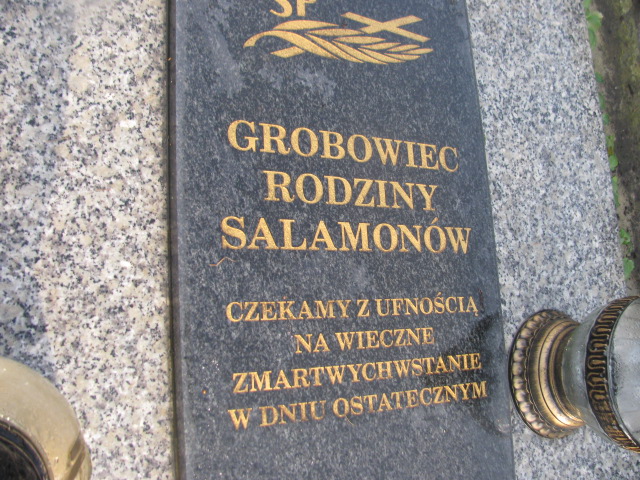 SP
GROBOWIEC
RODZINY
SALAMONÓW
CZEKAMY Z UFNOŚCIĄ
NA WIECZNE
ZMARTWYCHWSTANIE
W DNIU OSTATECZNYM